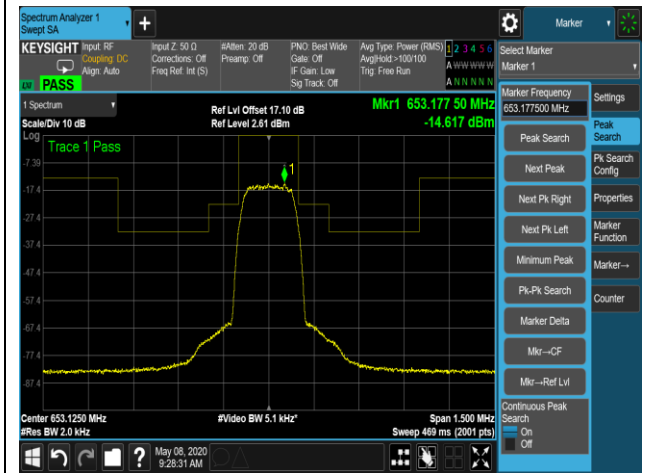 Spectrum Analyzer 1
Swept SA
Marker
KEYSIGHT
Input: RF
Coupling: DC
Align: Auto
Input Z: 50 Ω
Corrections: Off
Freq Ref: Int (S)
#Atten: 20 dB
Preamp: Off
PNO: Best Wide
Gate: Off
IF Gain: Low
Sig Track: Off
Avg Type: Power (RMS)
Avg|Hold:>100/100
Trig: Free Run
1 2 3 4 5 6
A W W W W W
A N N N N N
LXI PASS
Select Marker
Marker 1
1 Spectrum
Scale/Div 10 dB
Ref Lvl Offset 17.10 dB
Ref Level 2.61 dBm
Mkr1 653.177 50 MHz
-14.617 dBm
Log
Trace 1 Pass
1
-7.39
-17.4
-27.4
-37.4
-47.4
-57.4
-67.4
-77.4
-87.4
Center 653.1250 MHz
#Res BW 2.0 kHz
#Video BW 5.1 kHz*
Span 1.500 MHz
Sweep 469 ms (2001 pts)
Marker Frequency
653.177500 MHz
Peak Search
Next Peak
Next Pk Right
Next Pk Left
Minimum Peak
Pk-Pk Search
Marker Delta
Mkr→CF
Mkr→Ref Lvl
Continuous Peak
Search
On
Off
Settings
Peak
Search
Pk Search
Config
Properties
Marker
Function
Marker→
Counter
May 08, 2020
9:28:31 AM